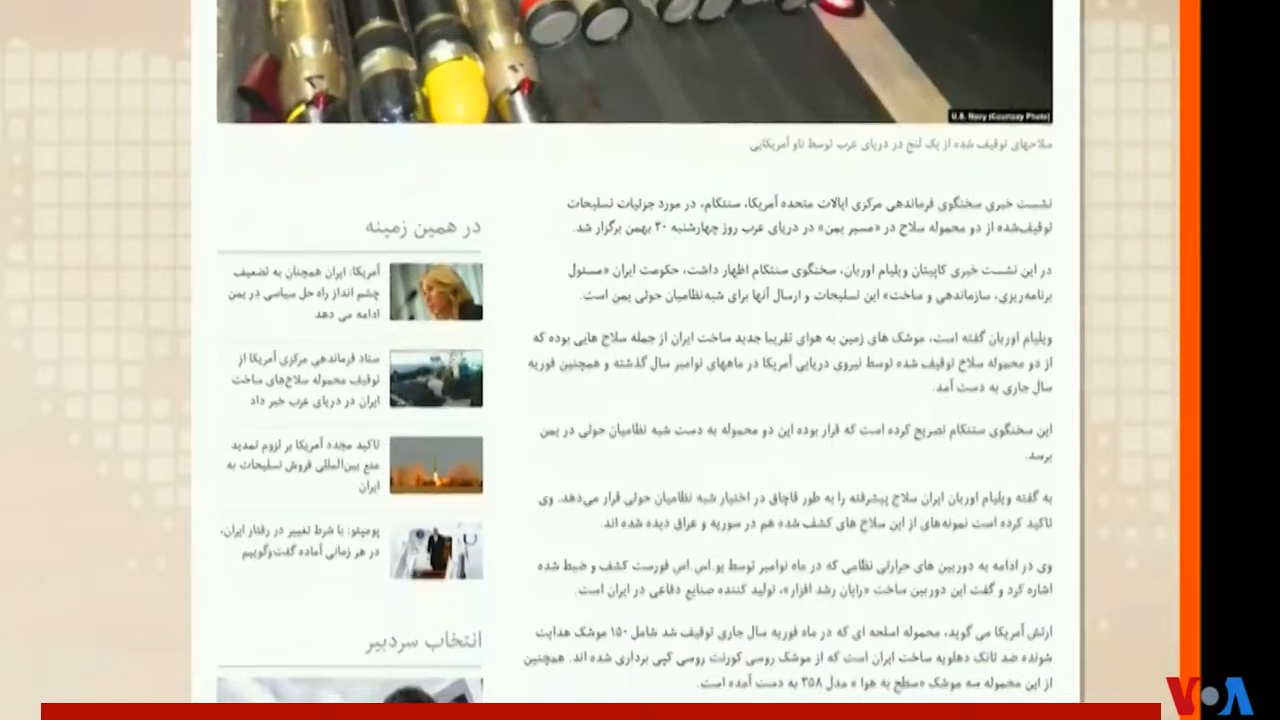 U.S. Navy (Courtesy Photo)
سلاحهای توقیف شده از یک لنج در دریای عرب توسط ناو آمریکایی
نشست خبری سخنگوی فرماندهی مرکزی ایالات متحده آمریکا، سنتکام، در مورد جزئیات تسلیحات
توقیف‌شده از دو محموله سلاح در «مسیر یمن» در دریای عرب روز چهارشنبه ۳۰ بهمن برگزار شد.
در این نشست خبری کاپیتان ویلیام اوربان، سخنگوی سنتکام اظهار داشت، حکومت ایران «مسئول
برنامه‌ریزی، سازماندهی و ساخت» این تسلیحات و ارسال آنها برای شبه‌نظامیان حوثی یمن است.
ویلیام اوربان گفته است، موشک های زمین به هوای تقریبا جدید ساخت ایران از جمله سلاح هایی بوده که
از دو محموله سلاح توقیف شده توسط نیروی دریایی آمریکا در ماههای نوامبر سال گذشته و همچنین فوریه
سال جاری به دست آمد.
این سخنگوی سنتکام تصریح کرده است که قرار بوده این دو محموله به دست شبه نظامیان حوثی در یمن
برسد.
به گفته ویلیام اوربان ایران سلاح پیشرفته را به طور قاچاق در اختیار شبه نظامیان حوثی قرار می‌دهد. وی
تاکید کرده است نمونه‌های از این سلاح های کشف شده هم در سوریه و عراق دیده شده اند.
وی در ادامه به دوربین های حرارتی نظامی که در ماه نوامبر توسط یو.اس.اس فورست کشف و ضبط شده
اشاره کرد و گفت این دوربین ساخت «رایان رشد افزار»، تولید کننده صنایع دفاعی در ایران است.
ارتش آمریکا می گوید، محموله اسلحه ای که در ماه فوریه سال جاری توقیف شد شامل ۱۵۰ موشک هدایت
شونده ضد تانک دهلاویه ساخت ایران است که از موشک روسی کورنت روسی کپی برداری شده اند. همچنین
از این محموله سه موشک «سطح به هوا » مدل ۳۵۸ به دست آمده است.
در همین زمینه
آمریکا: ایران همچنان به تضعیف
چشم انداز راه حل سیاسی در یمن
ادامه می دهد
ستاد فرماندهی مرکزی آمریکا از
توقیف محموله سلاح‌های ساخت
ایران در دریای عرب خبر داد
تاکید مجدد آمریکا بر لزوم تمدید
منع بین‌المللی فروش تسلیحات به
ایران
پومپئو: با شرط تغییر در رفتار ایران،
در هر زمانی آماده گفت‌وگوییم
انتخاب سردبیر
VOA